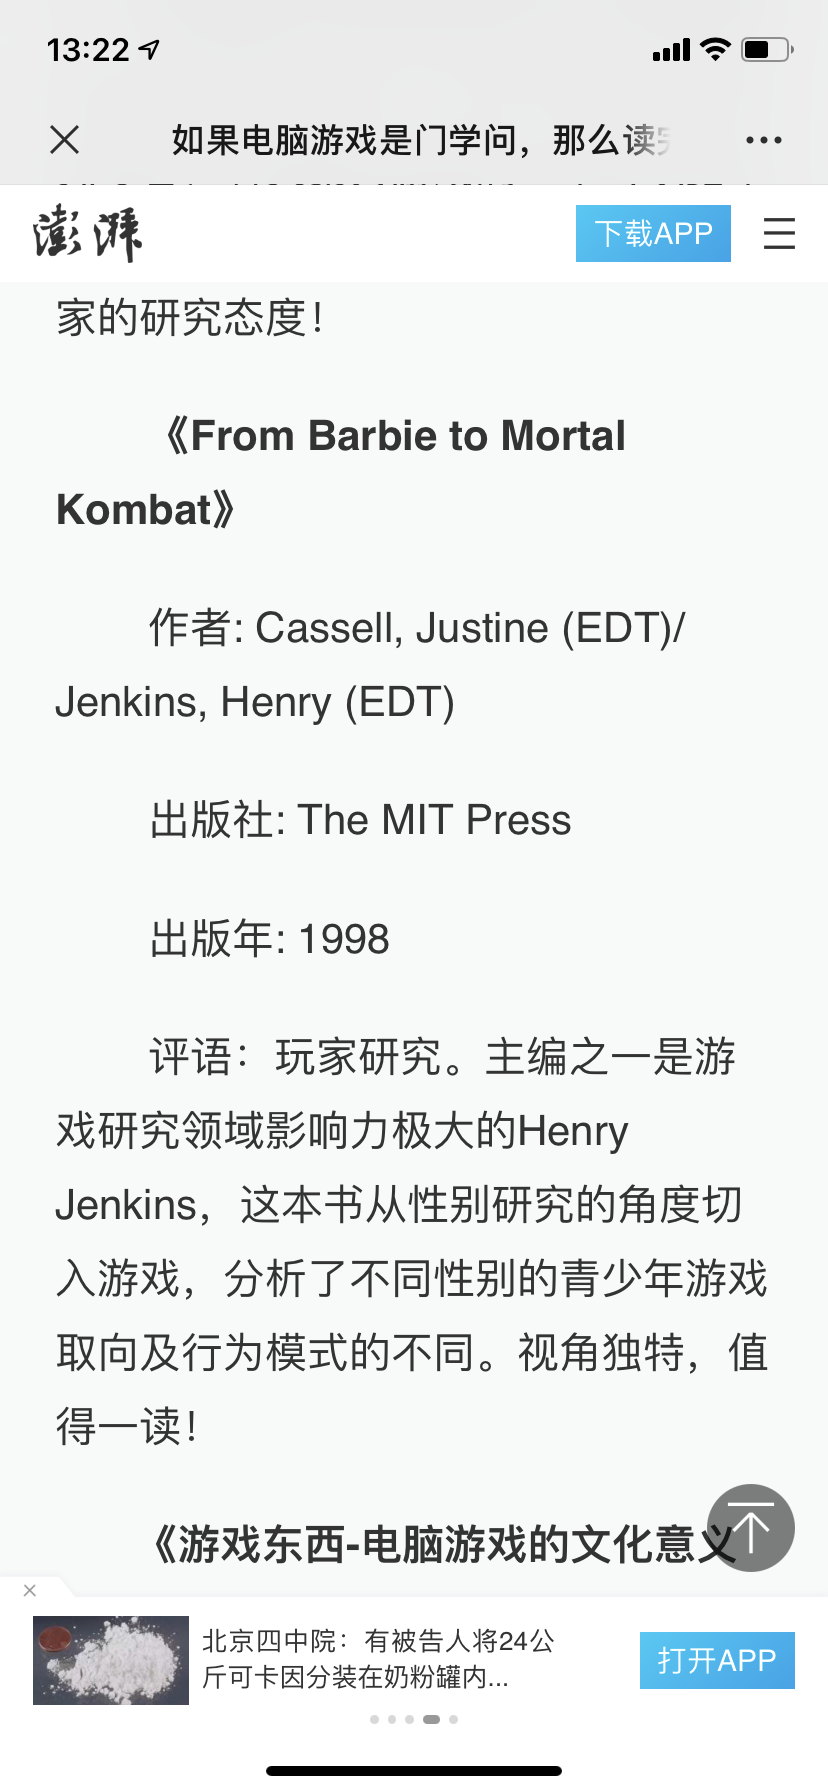 13:22
如果电脑游戏是门学问，那么读
澎湃
下载APP
家的研究态度！
《From Barbie to Mortal
Kombat》
作者: Cassell, Justine (EDT)/
Jenkins, Henry (EDT)
出版社: The MIT Press
出版年: 1998
评语：玩家研究。主编之一是游
戏研究领域影响力极大的Henry
Jenkins，这本书从性别研究的角度切
入游戏，分析了不同性别的青少年游戏
取向及行为模式的不同。视角独特，值
得一读！
《游戏东西-电脑游戏的文化意义
北京四中院：有被告人将24公
斤可卡因分装在奶粉罐内...
打开APP